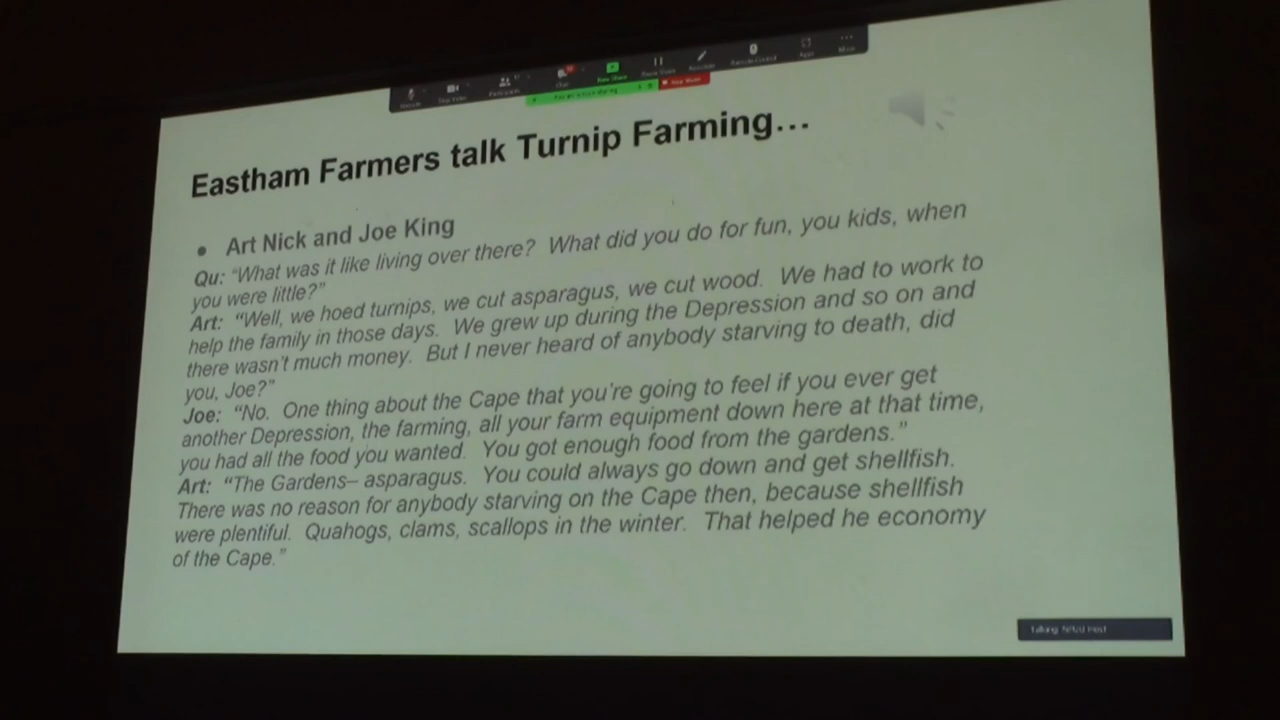 Chat
New Share
Eastham Farmers talk Turnip Farming…
• Art Nick and Joe King
Qu: “What was it like living over there? What did you do for fun, you kids, when
you were little?”
Art: “Well, we hoed turnips, we cut asparagus, we cut wood. We had to work to
help the family in those days. We grew up during the Depression and so on and
there wasn’t much money. But I never heard of anybody starving to death, did
you, Joe?”
Joe: “No. One thing about the Cape that you’re going to feel if you ever get
another Depression, the farming, all your farm equipment down here at that time,
you had all the food you wanted. You got enough food from the gardens.”
Art: “The Gardens– asparagus. You could always go down and get shellfish.
There was no reason for anybody starving on the Cape then, because shellfish
were plentiful. Quahogs, clams, scallops in the winter. That helped he economy
of the Cape.”
Talking: